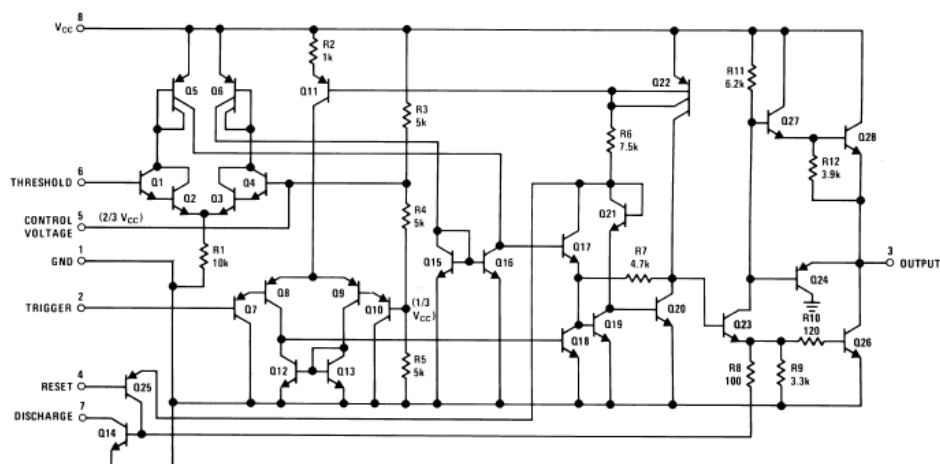 8
VCC
R2
1k
Q5
Q6
Q11
Q22
R11
6.2k
Q27
Q28
R3
5k
R6
7.5k
R12
3.9k
6
THRESHOLD
Q1
Q2
Q3
Q4
5
CONTROL
VOLTAGE
(2/3 VCC)
R4
5k
Q21
1
GND
R1
10k
Q15
Q16
Q17
R7
4.7k
3
OUTPUT
Q24
2
TRIGGER
Q7
Q8
Q9
Q10
(1/3
VCC)
Q18
Q19
Q20
Q23
R10
120
Q26
R5
5k
R8
100
R9
3.3k
Q12
Q13
4
RESET
Q25
7
DISCHARGE
Q14